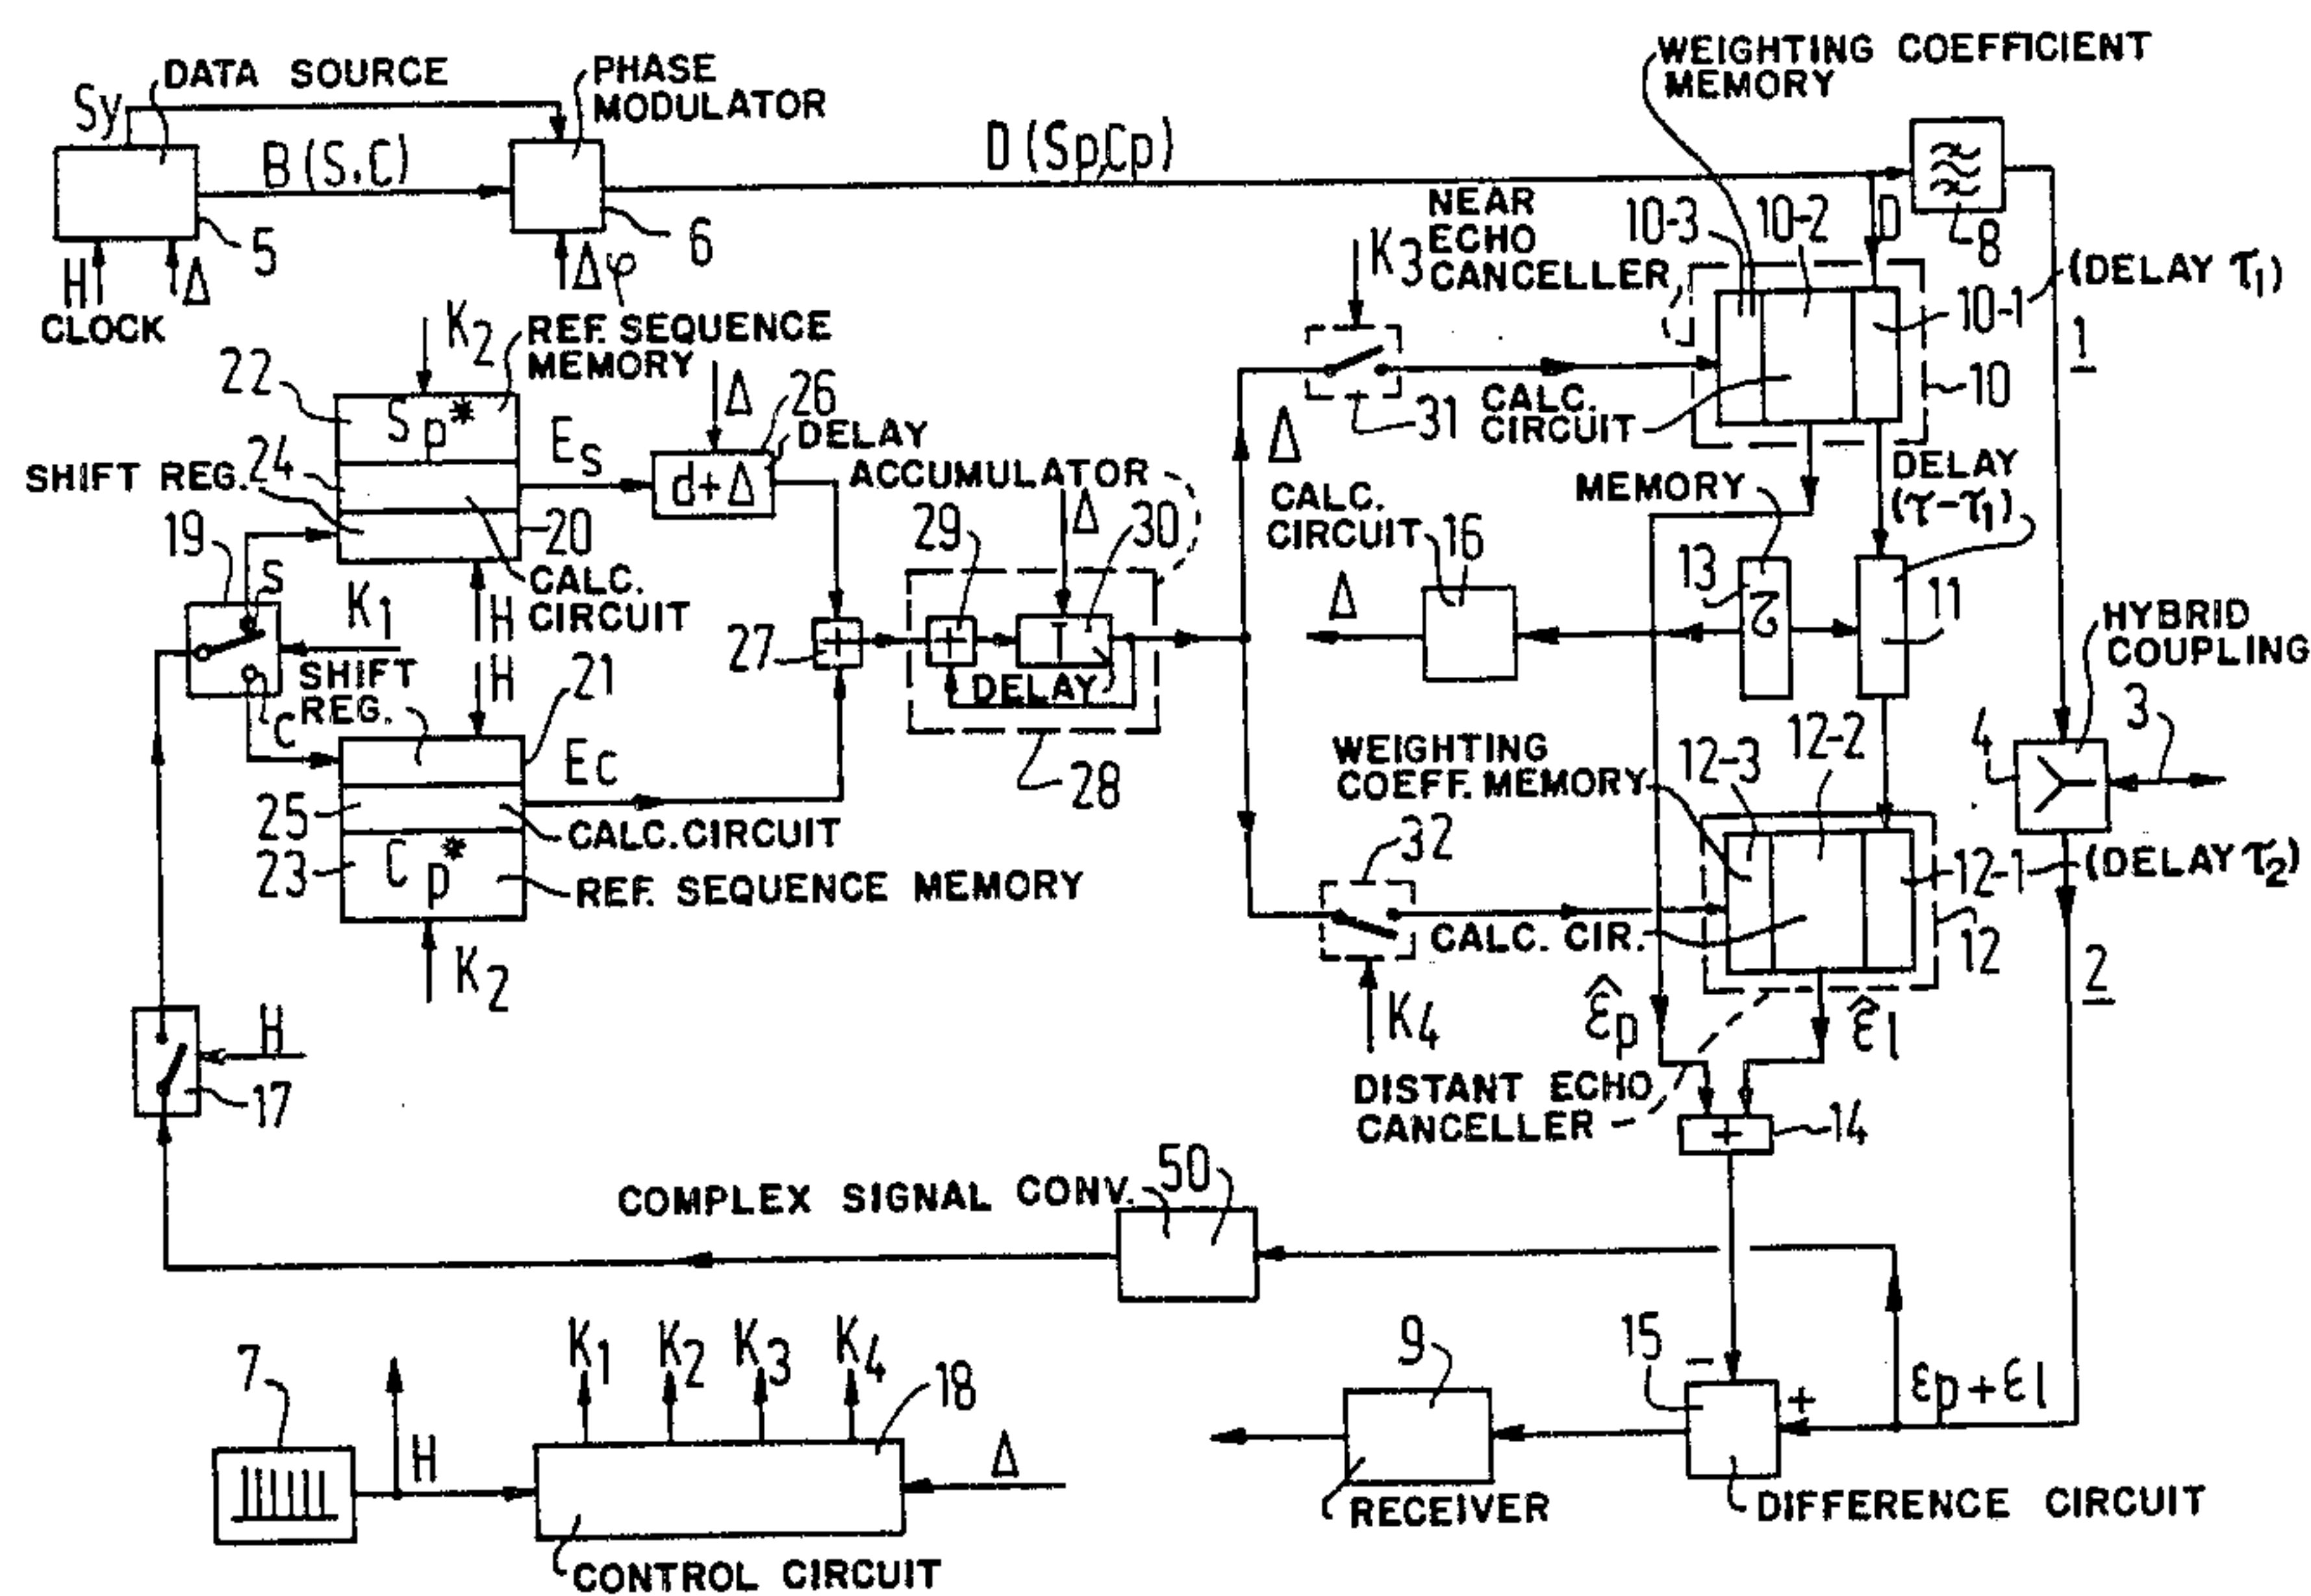 DATA SOURCE
PHASE
MODULATOR
WEIGHTING COEFFICIENT
MEMORY
Sy
B(S.C)
D(Sp,Cp)
5
6
8
H
Δ
CLOCK
Δφ
K3
NEAR
ECHO
CANCELLER
10-3
10-2
D
10-1
(DELAY τ1)
1
10
K2
REF. SEQUENCE
MEMORY
22
Sp*
Δ
26
DELAY
d+Δ
Es
SHIFT REG.
24
20
CALC.
CIRCUIT
ACCUMULATOR
31
CALC.
CIRCUIT
Δ
MEMORY
DELAY
(τ-τ1)
19
S
K1
C
H
H
SHIFT
REG.
21
27
+
29
+
Δ
30
T
DELAY
28
CALC.
CIRCUIT
16
Δ
13
τ
11
HYBRID
COUPLING
3
4
Ec
25
CALC. CIRCUIT
23
Cp*
REF. SEQUENCE MEMORY
K2
WEIGHTING
COEFF. MEMORY
12-3
12-2
12-1
(DELAY τ2)
12
2
32
CALC. CIR.
K4
ε̂p
ε̂l
H
17
DISTANT ECHO
CANCELLER
+
14
COMPLEX SIGNAL CONV.
50
7
H
K1
K2
K3
K4
18
Δ
CONTROL CIRCUIT
9
RECEIVER
15
-
+
εp+εl
DIFFERENCE CIRCUIT